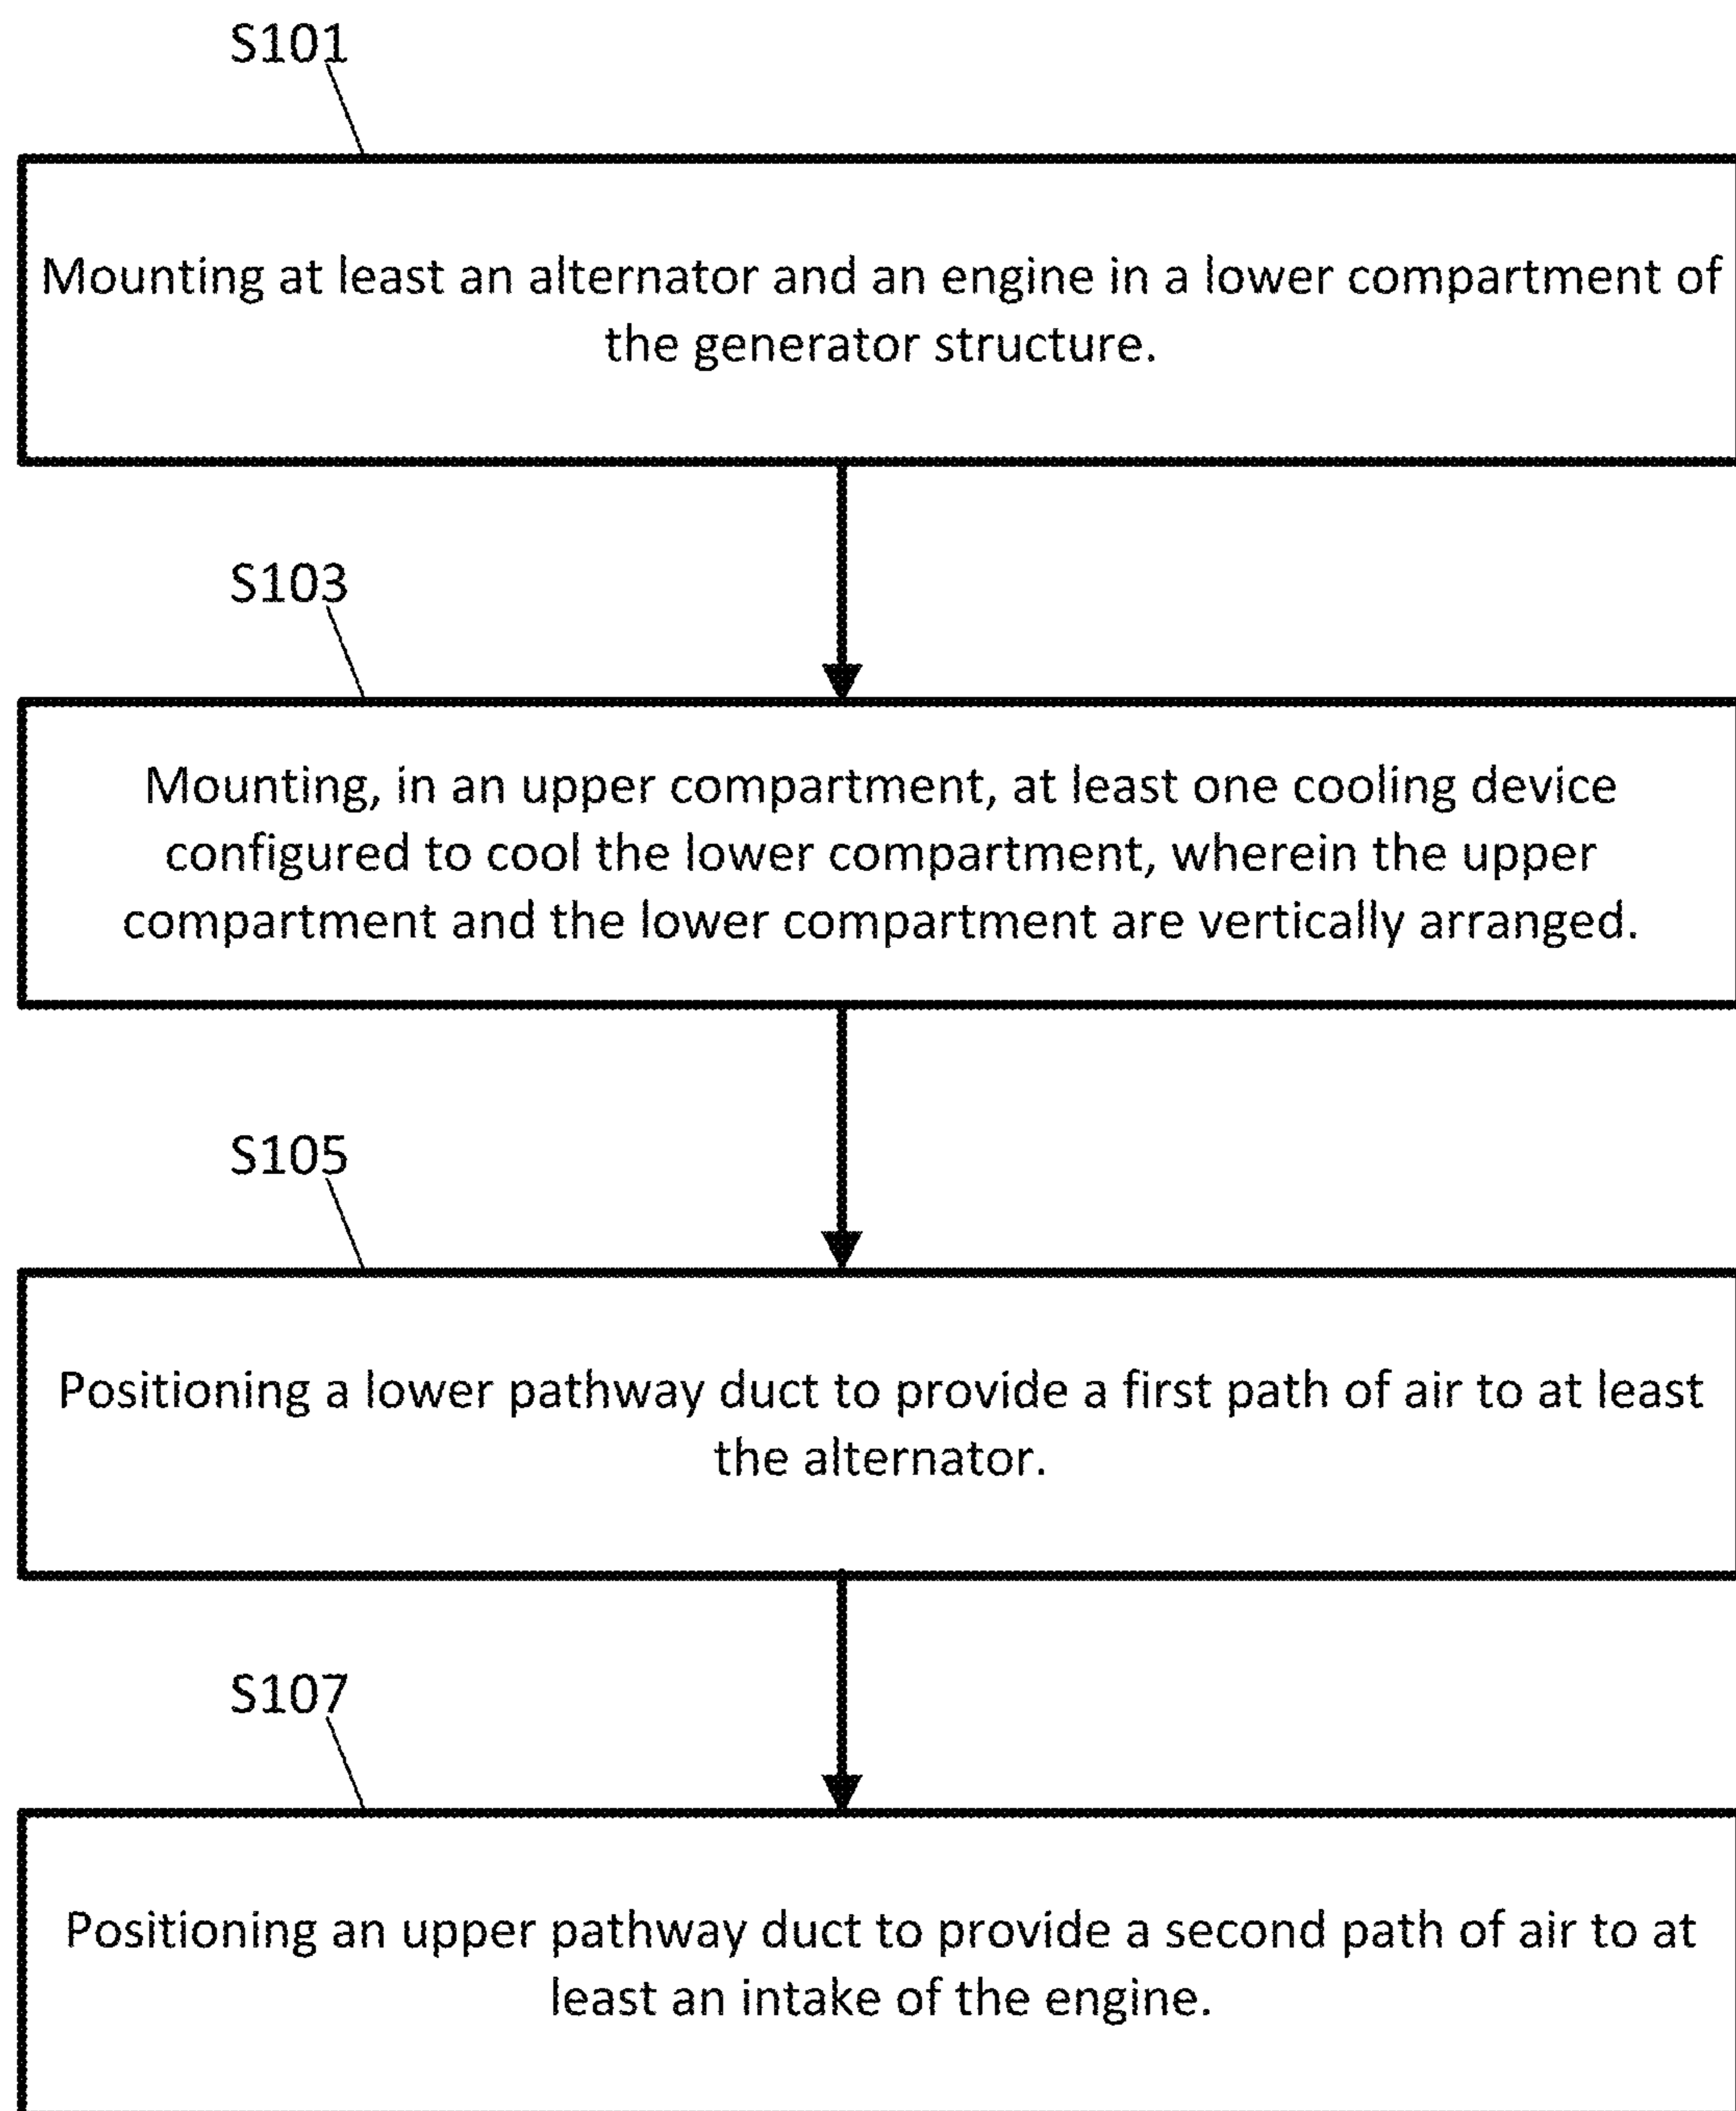 S101
Mounting at least an alternator and an engine in a lower compartment of
the generator structure.
S103
Mounting, in an upper compartment, at least one cooling device
configured to cool the lower compartment, wherein the upper
compartment and the lower compartment are vertically arranged.
S105
Positioning a lower pathway duct to provide a first path of air to at least
the alternator.
S107
Positioning an upper pathway duct to provide a second path of air to at
least an intake of the engine.